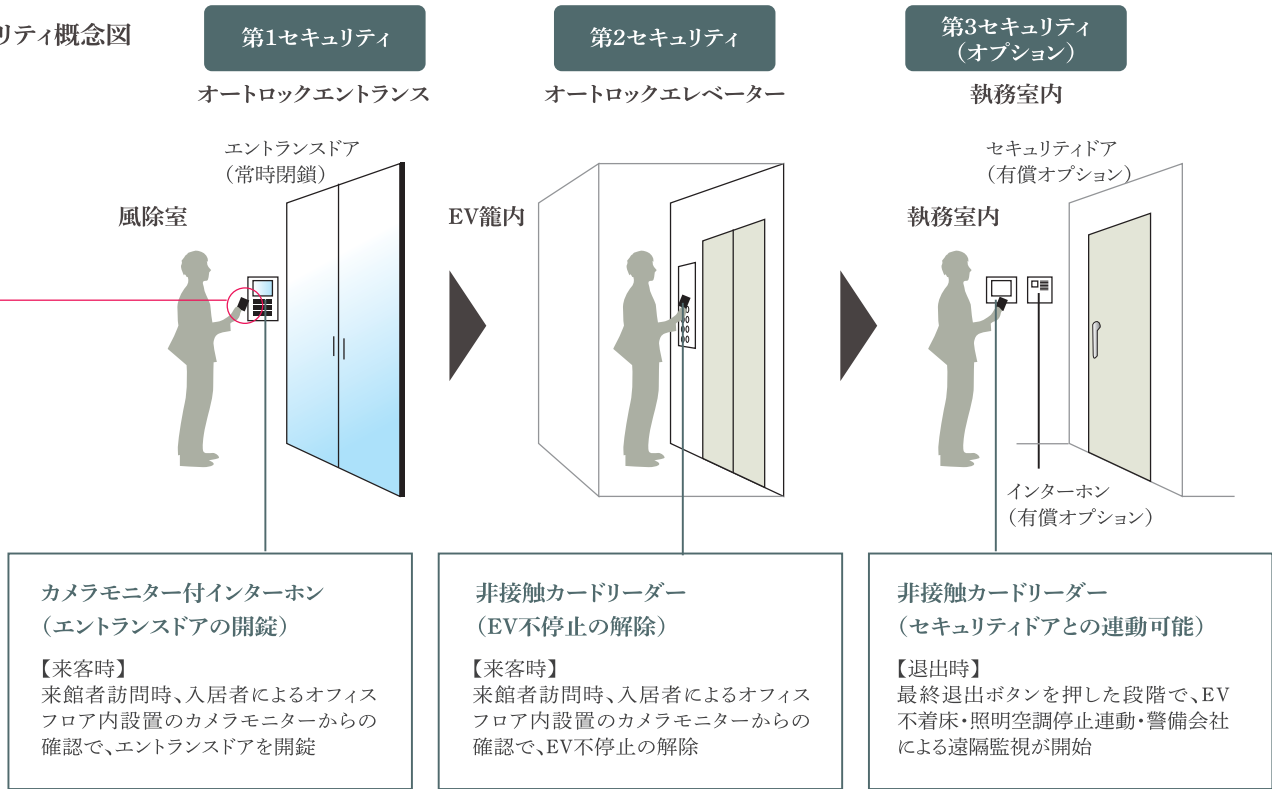 リティ概念図
第1セキュリティ
オートロックエントランス
エントランスドア
（常時閉鎖）
風除室
第2セキュリティ
オートロックエレベーター
EV籠内
第3セキュリティ
（オプション）
執務室内
セキュリティドア
（有償オプション）
執務室内
インターホン
（有償オプション）
カメラモニター付インターホン
（エントランスドアの開錠）
【来客時】
来館者訪問時、入居者によるオフィス
フロア内設置のカメラモニターからの
確認で、エントランスドアを開錠
非接触カードリーダー
（EV不停止の解除）
【来客時】
来館者訪問時、入居者によるオフィス
フロア内設置のカメラモニターからの
確認で、EV不停止の解除
非接触カードリーダー
（セキュリティドアとの連動可能）
【退出時】
最終退出ボタンを押した段階で、EV
不着床・照明空調停止連動・警備会社
による遠隔監視が開始